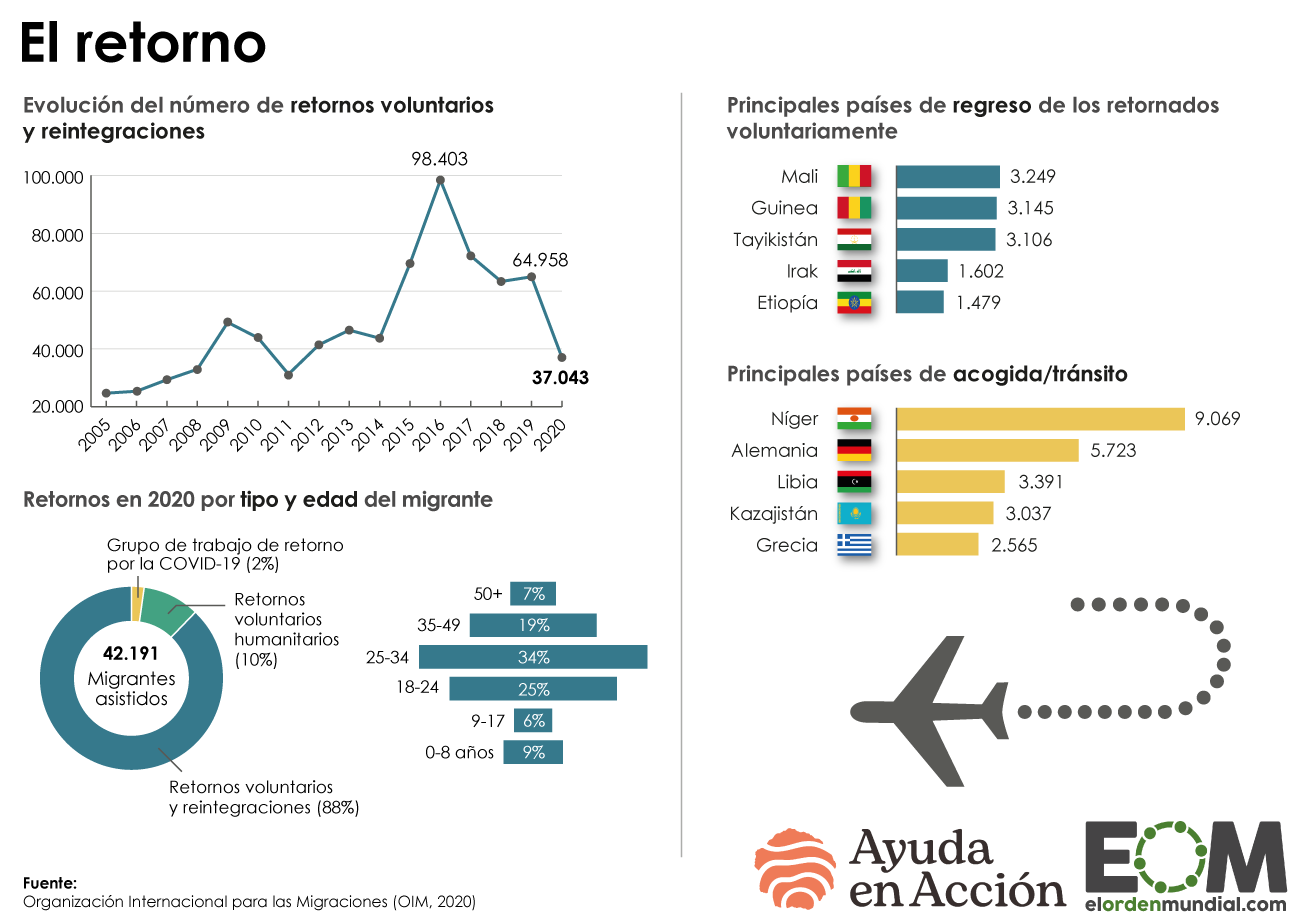 El retorno
Evolución del número de retornos voluntarios
y reintegraciones
100.000
80.000
60.000
40.000
20.000
98.403
64.958
37.043
2005
2006
2007
2008
2009
2010
2011
2012
2013
2014
2015
2016
2017
2018
2019
2020
Retornos en 2020 por tipo y edad del migrante
Grupo de trabajo de retorno
por la COVID-19 (2%)
Retornos
voluntarios
humanitarios
(10%)
42.191
Migrantes
asistidos
Retornos voluntarios
y reintegraciones (88%)
50+ 7%
35-49 19%
25-34 34%
18-24 25%
9-17 6%
0-8 años 9%
Fuente:
Organización Internacional para las Migraciones (OIM, 2020)
Principales países de regreso de los retornados
voluntariamente
Mali 3.249
Guinea 3.145
Tayikistán 3.106
Irak 1.602
Etiopía 1.479
Principales países de acogida/tránsito
Níger 9.069
Alemania 5.723
Libia 3.391
Kazajistán 3.037
Grecia 2.565
Ayuda
en Acción
EOM
elordenmundial.com